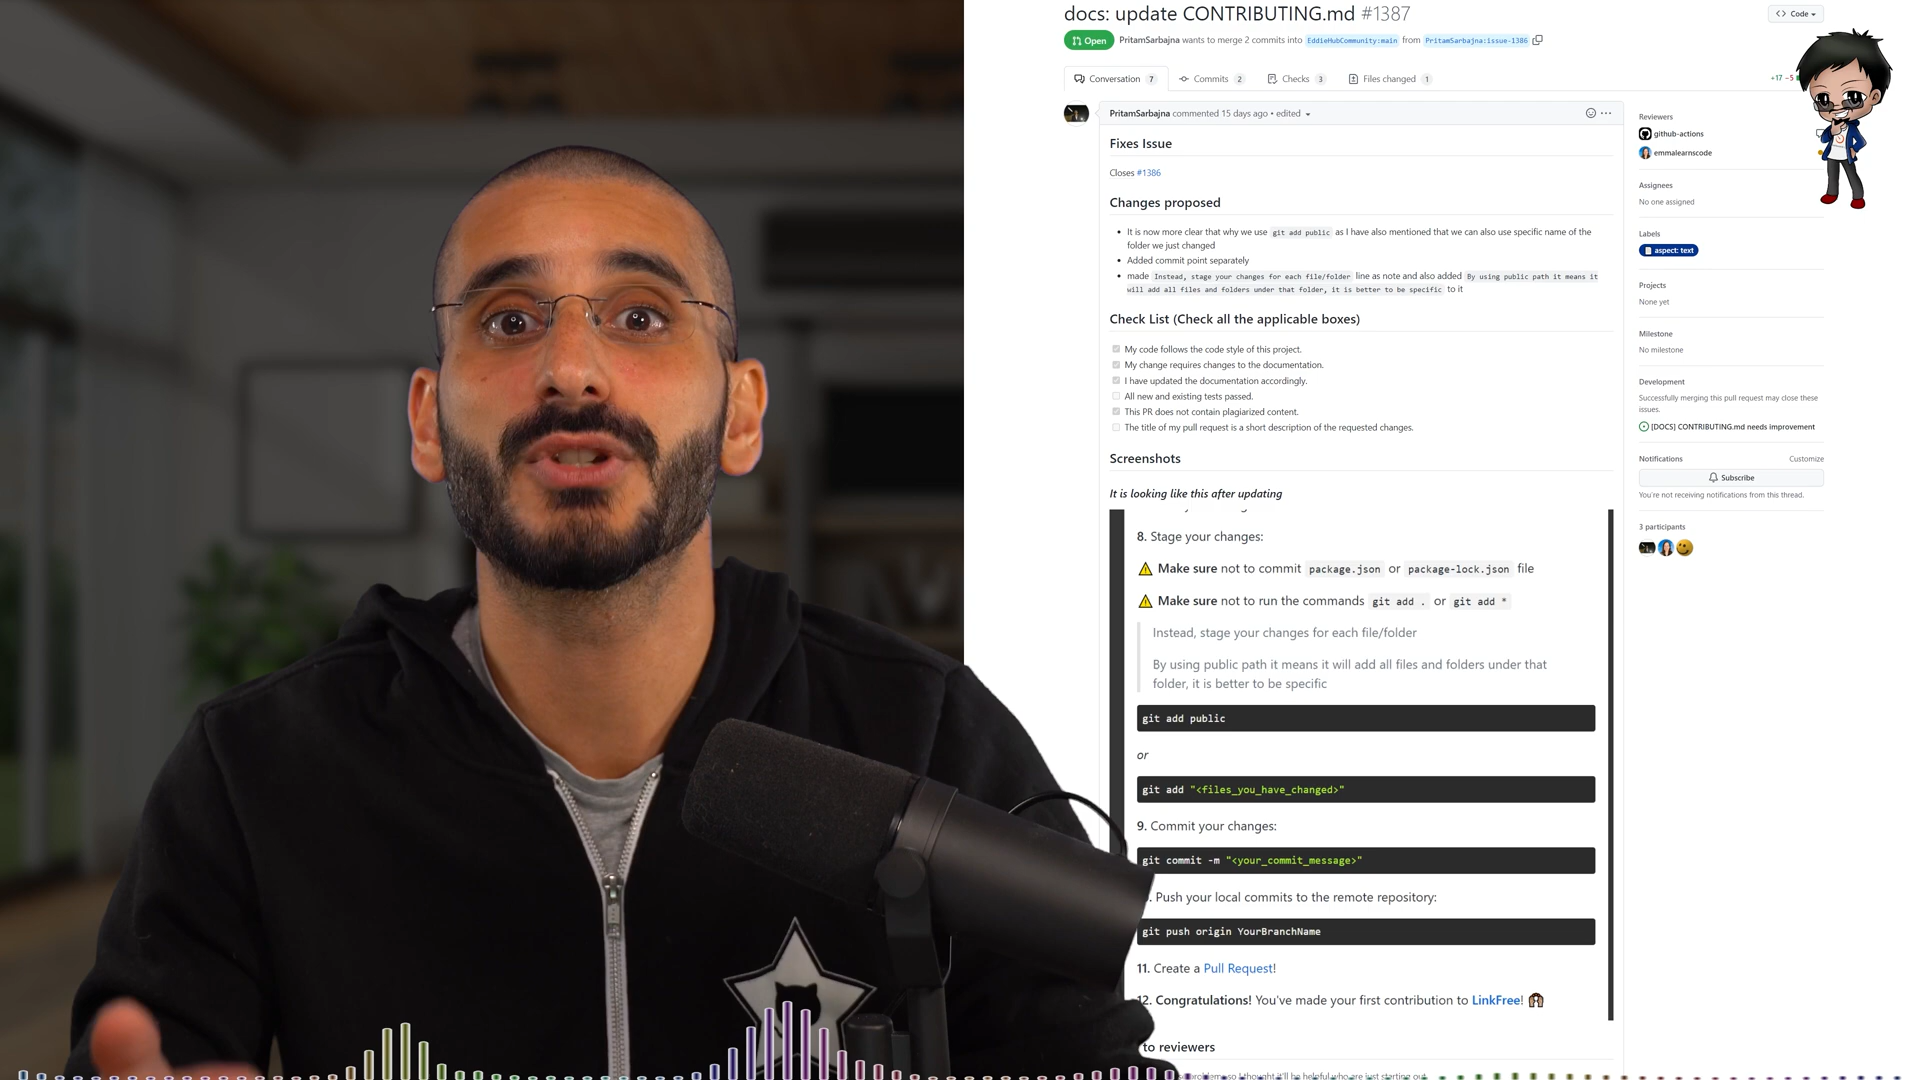 docs: update CONTRIBUTING.md #1387
Code
Open
PritamSarbajna wants to merge 2 commits into EddieHubCommunity:main from PritamSarbajna:issue-1386
Conversation 7
Commits 2
Checks 3
Files changed 1
+17 −5
PritamSarbajna commented 15 days ago • edited
Fixes Issue
Closes #1386
Changes proposed
It is now more clear that why we use git add public as I have also mentioned that we can also use specific name of the
folder we just changed
Added commit point separately
made Instead, stage your changes for each file/folder line as note and also added By using public path it means it
will add all files and folders under that folder, it is better to be specific to it
Check List (Check all the applicable boxes)
My code follows the code style of this project.
My change requires changes to the documentation.
I have updated the documentation accordingly.
All new and existing tests passed.
This PR does not contain plagiarized content.
The title of my pull request is a short description of the requested changes.
Screenshots
It is looking like this after updating
8. Stage your changes:
Make sure not to commit package.json or package-lock.json file
Make sure not to run the commands git add . or git add *
Instead, stage your changes for each file/folder
By using public path it means it will add all files and folders under that
folder, it is better to be specific
git add public
or
git add "<files_you_have_changed>"
9. Commit your changes:
git commit -m "<your_commit_message>"
Push your local commits to the remote repository:
git push origin YourBranchName
11. Create a Pull Request!
12. Congratulations! You've made your first contribution to LinkFree!
to reviewers
Reviewers
github-actions
emmalearnscode
Assignees
No one assigned
Labels
aspect: text
Projects
None yet
Milestone
No milestone
Development
Successfully merging this pull request may close these
issues.
[DOCS] CONTRIBUTING.md needs improvement
Notifications
Customize
Subscribe
You're not receiving notifications from this thread.
3 participants